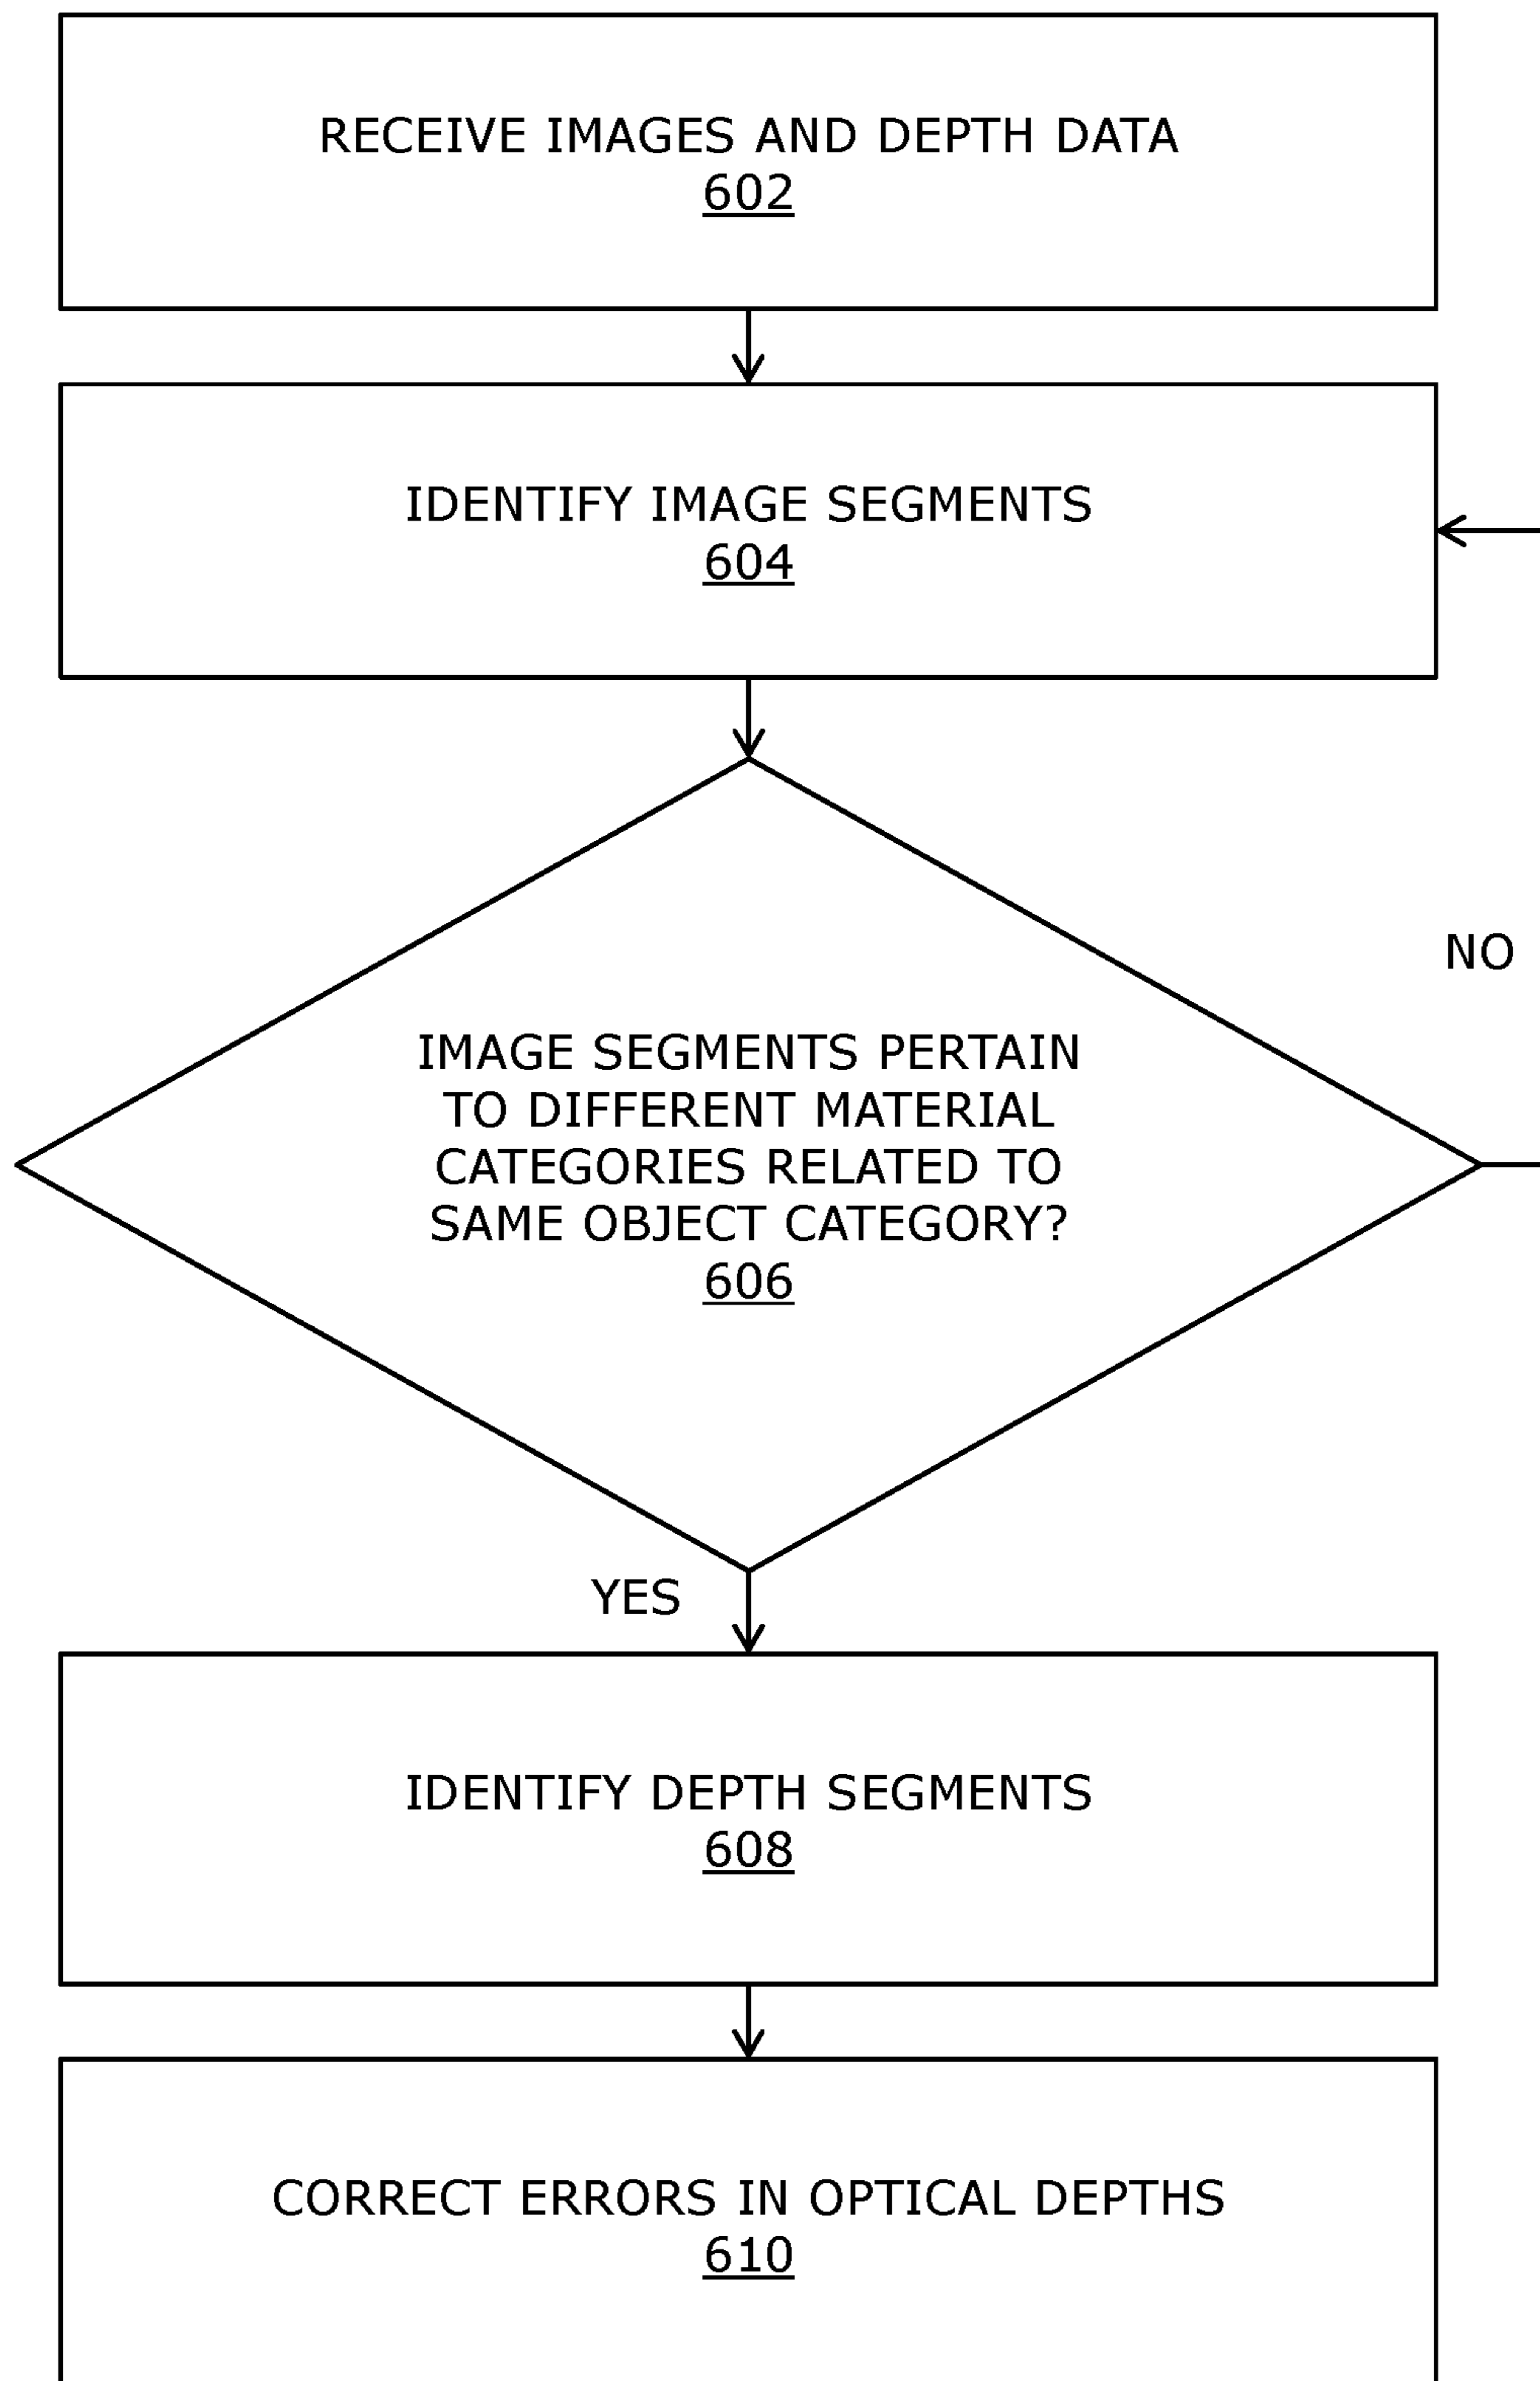 RECEIVE IMAGES AND DEPTH DATA
602
IDENTIFY IMAGE SEGMENTS
604
NO
IMAGE SEGMENTS PERTAIN
TO DIFFERENT MATERIAL
CATEGORIES RELATED TO
SAME OBJECT CATEGORY?
606
YES
IDENTIFY DEPTH SEGMENTS
608
CORRECT ERRORS IN OPTICAL DEPTHS
610